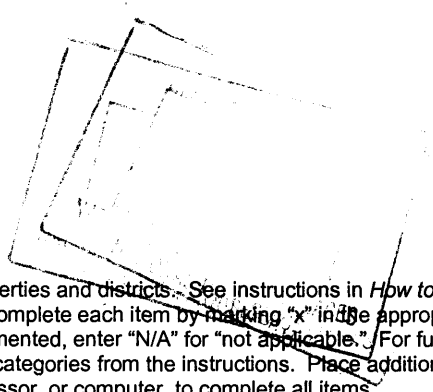 erties and districts. See instructions in How to
omplete each item by marking "x" in the approp
mented, enter "N/A" for "not applicable." For fu
categories from the instructions. Place addition
ssor, or computer, to complete all items